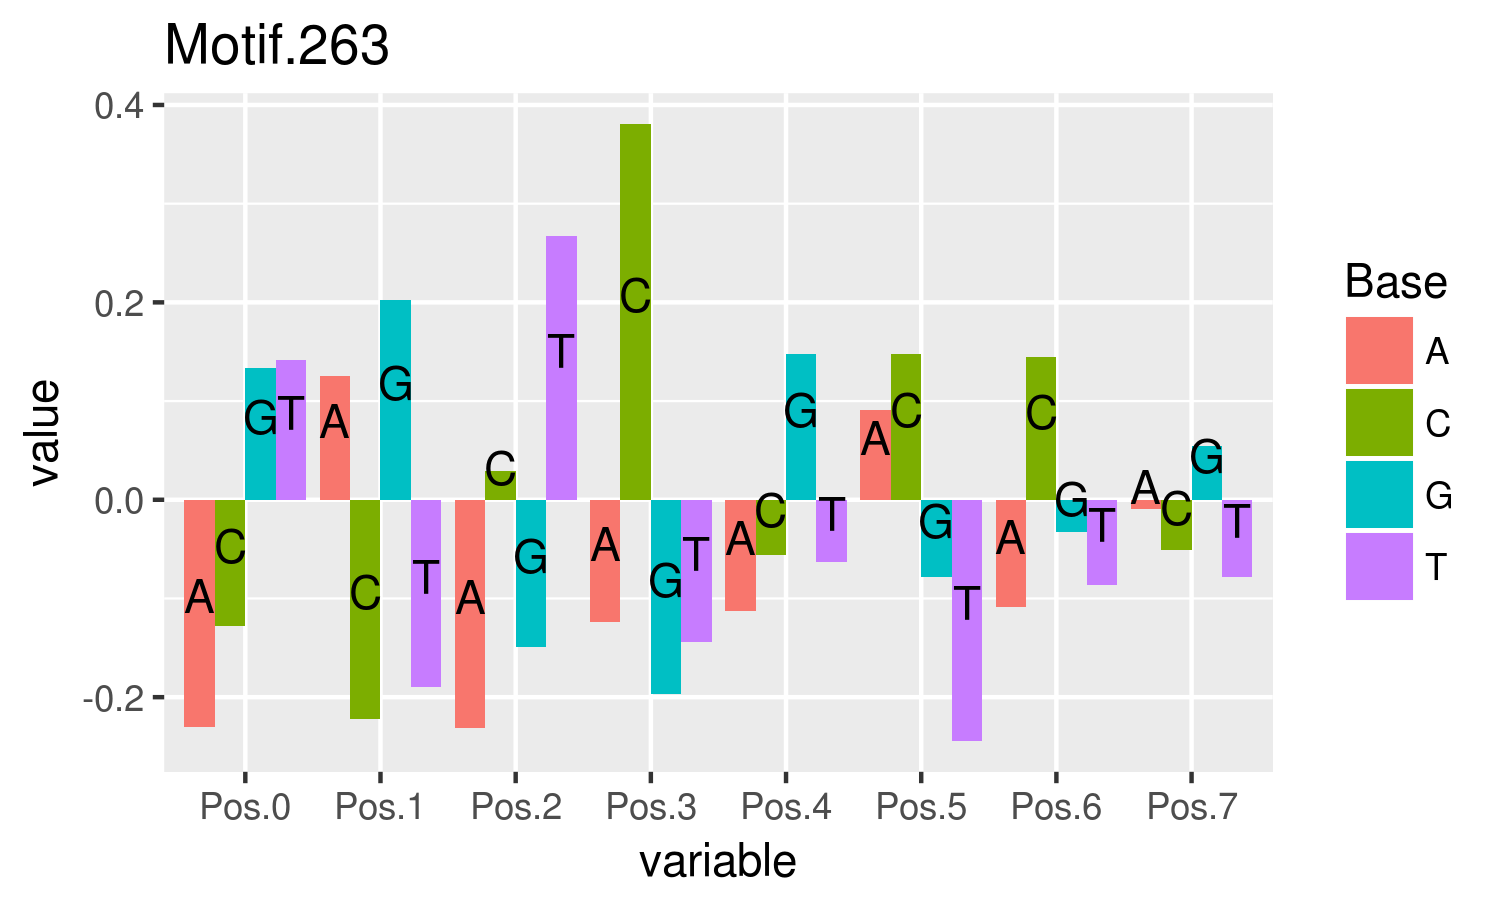 Motif.263
0.4
0.2
0.0
-0.2
value
A C G T A C G T A C G T A C G T A C G T A C G T A C G T A C G T
Pos.0 Pos.1 Pos.2 Pos.3 Pos.4 Pos.5 Pos.6 Pos.7
variable
Base
A
C
G
T